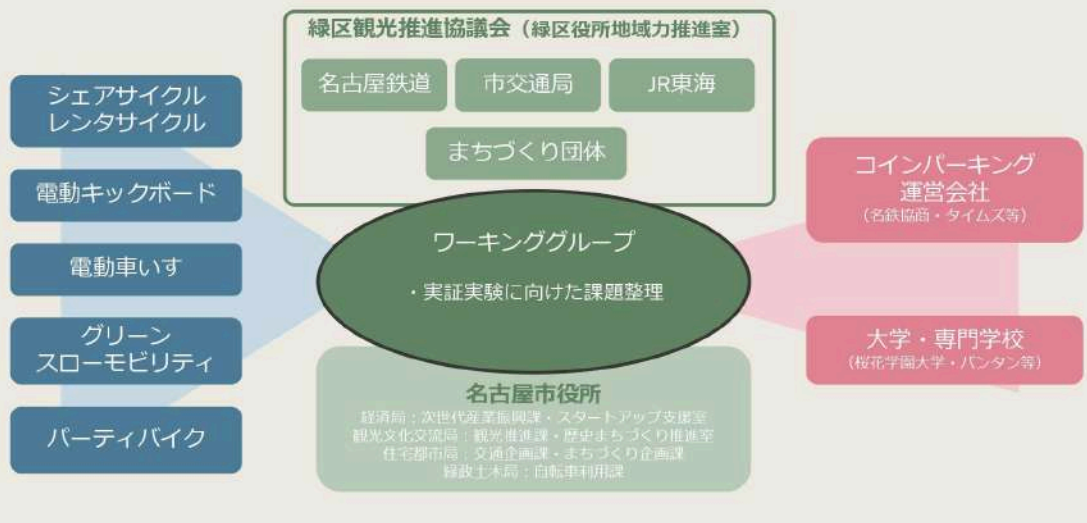 緑区観光推進協議会（緑区役所地域力推進室）
名古屋鉄道
市交通局
JR東海
まちづくり団体
シェアサイクル
レンタサイクル
電動キックボード
電動車いす
グリーン
スローモビリティ
パーティバイク
ワーキンググループ
・実証実験に向けた課題整理
名古屋市役所
経済局：次世代産業振興課・スタートアップ支援室
観光文化交流局：観光推進課・歴史まちづくり推進室
住宅都市局：交通企画課・まちづくり企画課
緑政土木局：自転車利用課
コインパーキング
運営会社
（名鉄協商・タイムズ等）
大学・専門学校
（桜花学園大学・バンタン等）